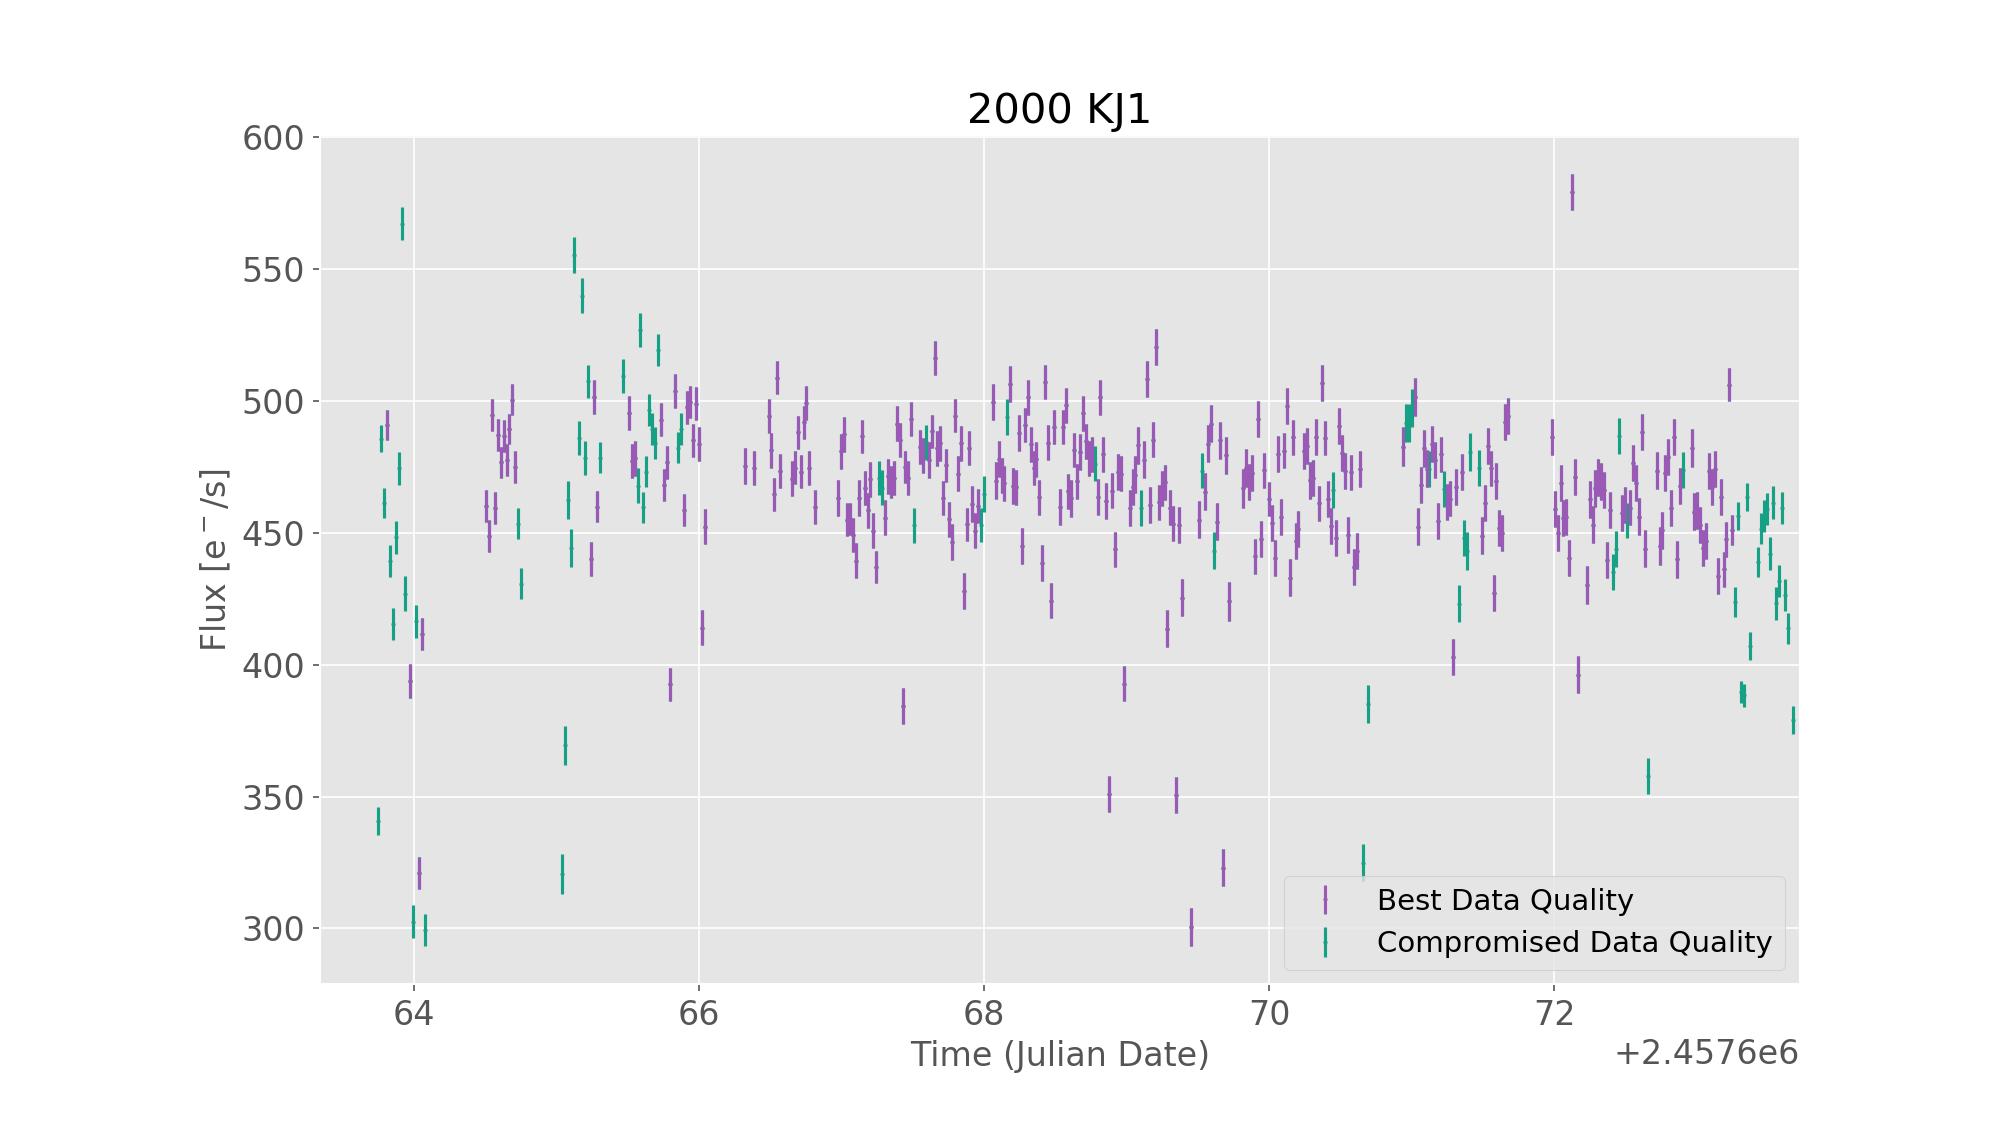 2000 KJ1
600
550
500
450
400
350
300
Flux [e⁻/s]
Best Data Quality
Compromised Data Quality
64 66 68 70 72
Time (Julian Date)
+2.4576e6